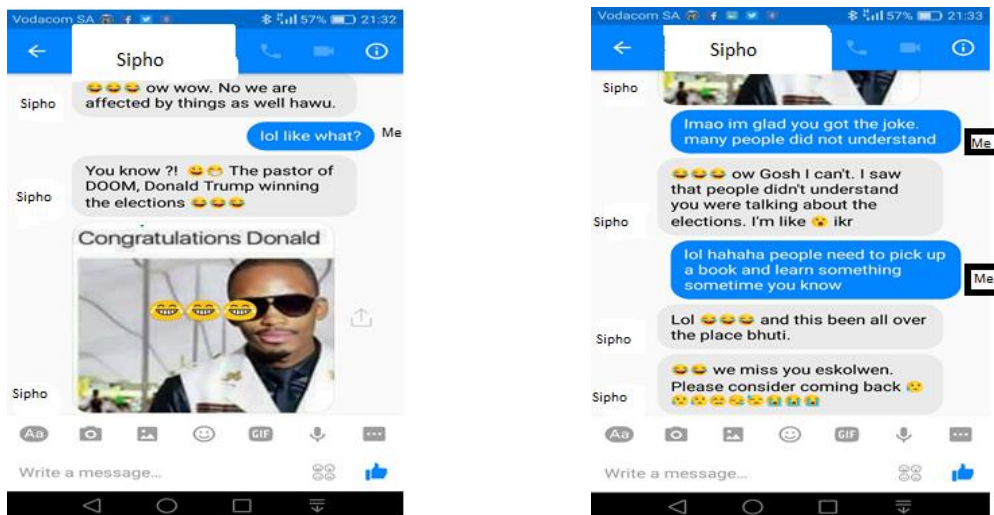 Vodacom SA 57% 21:32
Sipho
😂😂😂 ow wow. No we are
affected by things as well hawu.
Sipho
lol like what?
Me
You know ?! 😄😁 The pastor of
DOOM, Donald Trump winning
the elections 😂😂😂
Sipho
Congratulations Donald
Sipho
Aa
GIF
Write a message...
Vodacom SA 57% 21:33
Sipho
Sipho
lmao im glad you got the joke.
many people did not understand
Me
😂😂😂 ow Gosh I can't. I saw
that people didn't understand
you were talking about the
elections. I'm like 😮 ikr
Sipho
lol hahaha people need to pick up
a book and learn something
sometime you know
Me
Lol 😂😂😂 and this been all over
the place bhuti.
Sipho
😂😂 we miss you eskolwen.
Please consider coming back 😢
Sipho
Aa
GIF
Write a message...